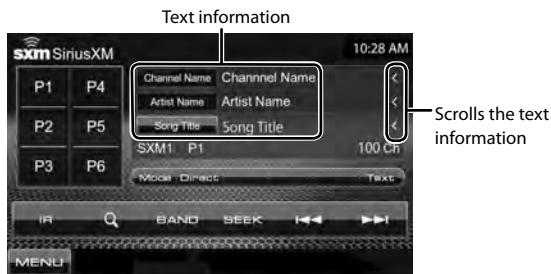 Text information
sxm SiriusXM 10:28 AM
P1 P4 Channel Name Channnel Name <
Artist Name Artist Name <
P2 P5 Song Title Song Title <
Scrolls the text
information
SXM1 P1 100 Ch
P3 P6
Mode Direct Text
IR BAND SEEK
MENU